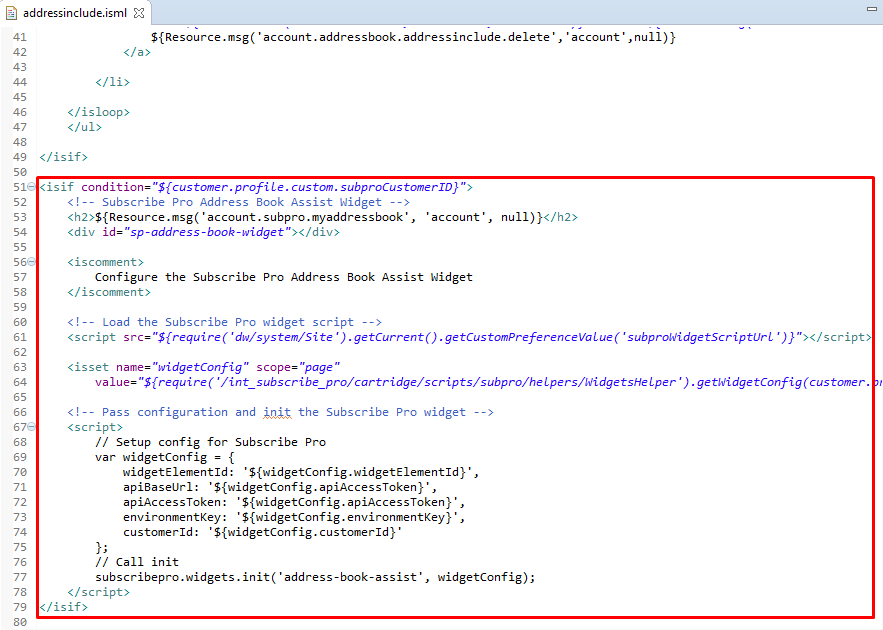 addressinclude.isml
41 ${Resource.msg('account.addressbook.addressinclude.delete','account',null)}
42 </a>
43
44 </li>
45
46 </isloop>
47 </ul>
48
49 </isif>
50
51 <isif condition="${customer.profile.custom.subproCustomerID}">
52 <!-- Subscribe Pro Address Book Assist Widget -->
53 <h2>${Resource.msg('account.subpro.myaddressbook', 'account', null)}</h2>
54 <div id="sp-address-book-widget"></div>
55
56 <iscomment>
57 Configure the Subscribe Pro Address Book Assist Widget
58 </iscomment>
59
60 <!-- Load the Subscribe Pro widget script -->
61 <script src="${require('dw/system/Site').getCurrent().getCustomPreferenceValue('subproWidgetScriptUrl')}"></script>
62
63 <isset name="widgetConfig" scope="page"
64 value="${require('/int_subscribe_pro/cartridge/scripts/subpro/helpers/WidgetsHelper').getWidgetConfig(customer.pr
65
66 <!-- Pass configuration and init the Subscribe Pro widget -->
67 <script>
68 // Setup config for Subscribe Pro
69 var widgetConfig = {
70 widgetElementId: '${widgetConfig.widgetElementId}',
71 apiBaseUrl: '${widgetConfig.apiAccessToken}',
72 apiAccessToken: '${widgetConfig.apiAccessToken}',
73 environmentKey: '${widgetConfig.environmentKey}',
74 customerId: '${widgetConfig.customerId}'
75 };
76 // Call init
77 subscribepro.widgets.init('address-book-assist', widgetConfig);
78 </script>
79 </isif>
80